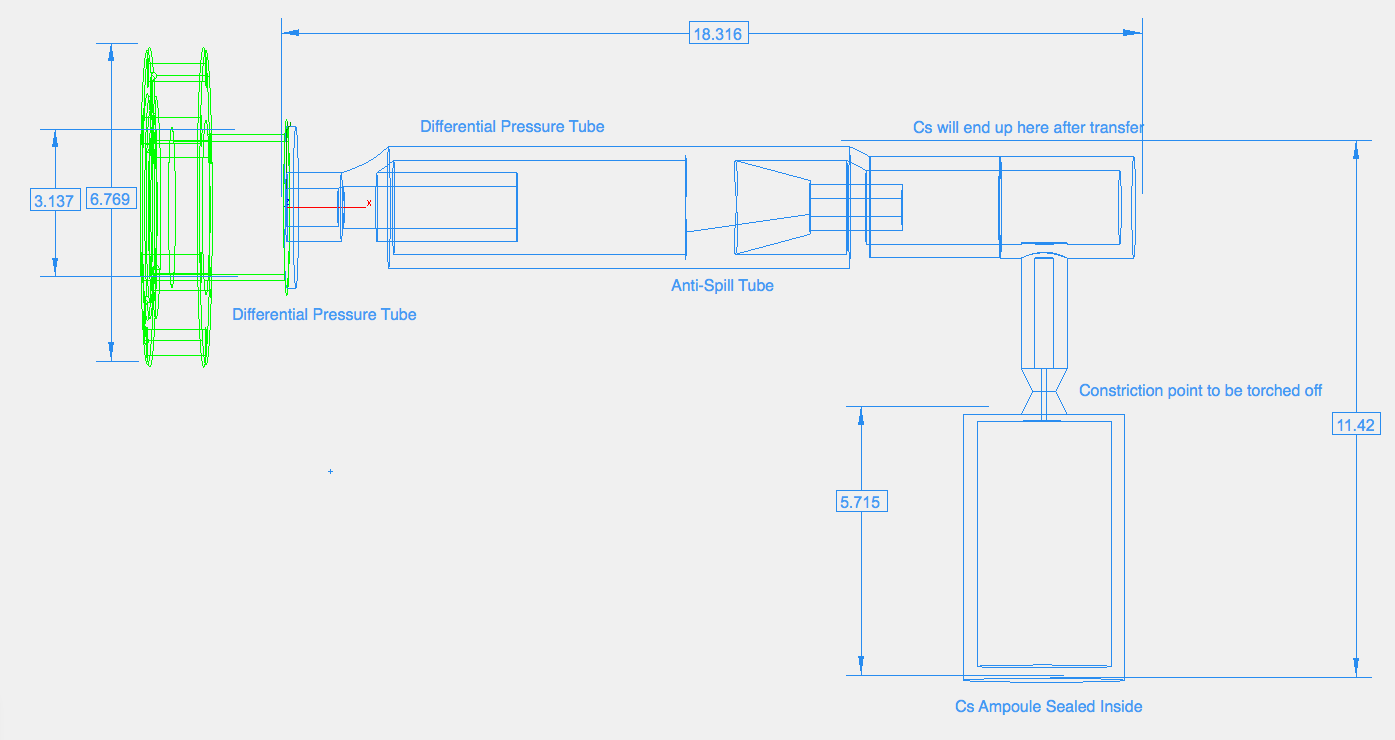 18.316
Differential Pressure Tube
Cs will end up here after transfer
3.137
6.769
x
Anti-Spill Tube
Differential Pressure Tube
Constriction point to be torched off
11.42
5.715
Cs Ampoule Sealed Inside